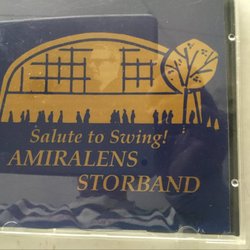 Salute to Swing!
AMIRALENS
STORBAND